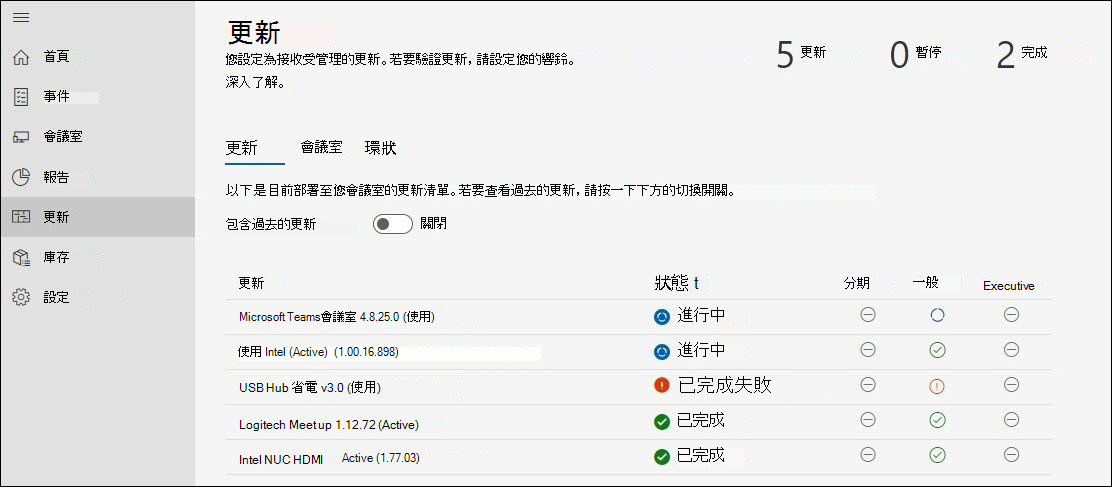 首頁
事件
會議室
報告
更新
庫存
設定
更新
您設定為接收受管理的更新。若要驗證更新，請設定您的響鈴。
深入了解。
5 更新 0 暫停 2 完成
更新 會議室 環狀
以下是目前部署至您會議室的更新清單。若要查看過去的更新，請按一下下方的切換開關。
包含過去的更新 關閉
更新 狀態 t 分期 一般 Executive
Microsoft Teams會議室 4.8.25.0 (使用) 進行中
使用 Intel (Active) (1.00.16.898) 進行中
USB Hub 省電 v3.0 (使用) 已完成失敗
Logitech Meet up 1.12.72 (Active) 已完成
Intel NUC HDMI Active (1.77.03) 已完成